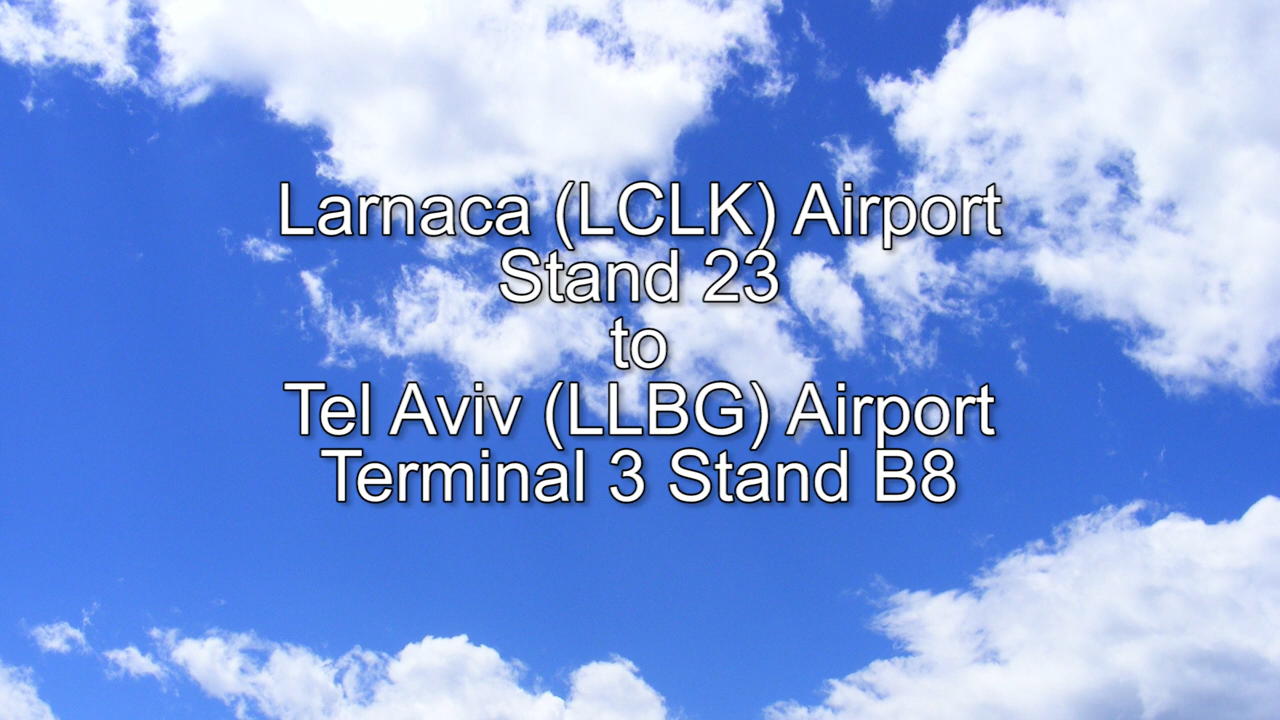 Larnaca (LCLK) Airport
Stand 23
to
Tel Aviv (LLBG) Airport
Terminal 3 Stand B8